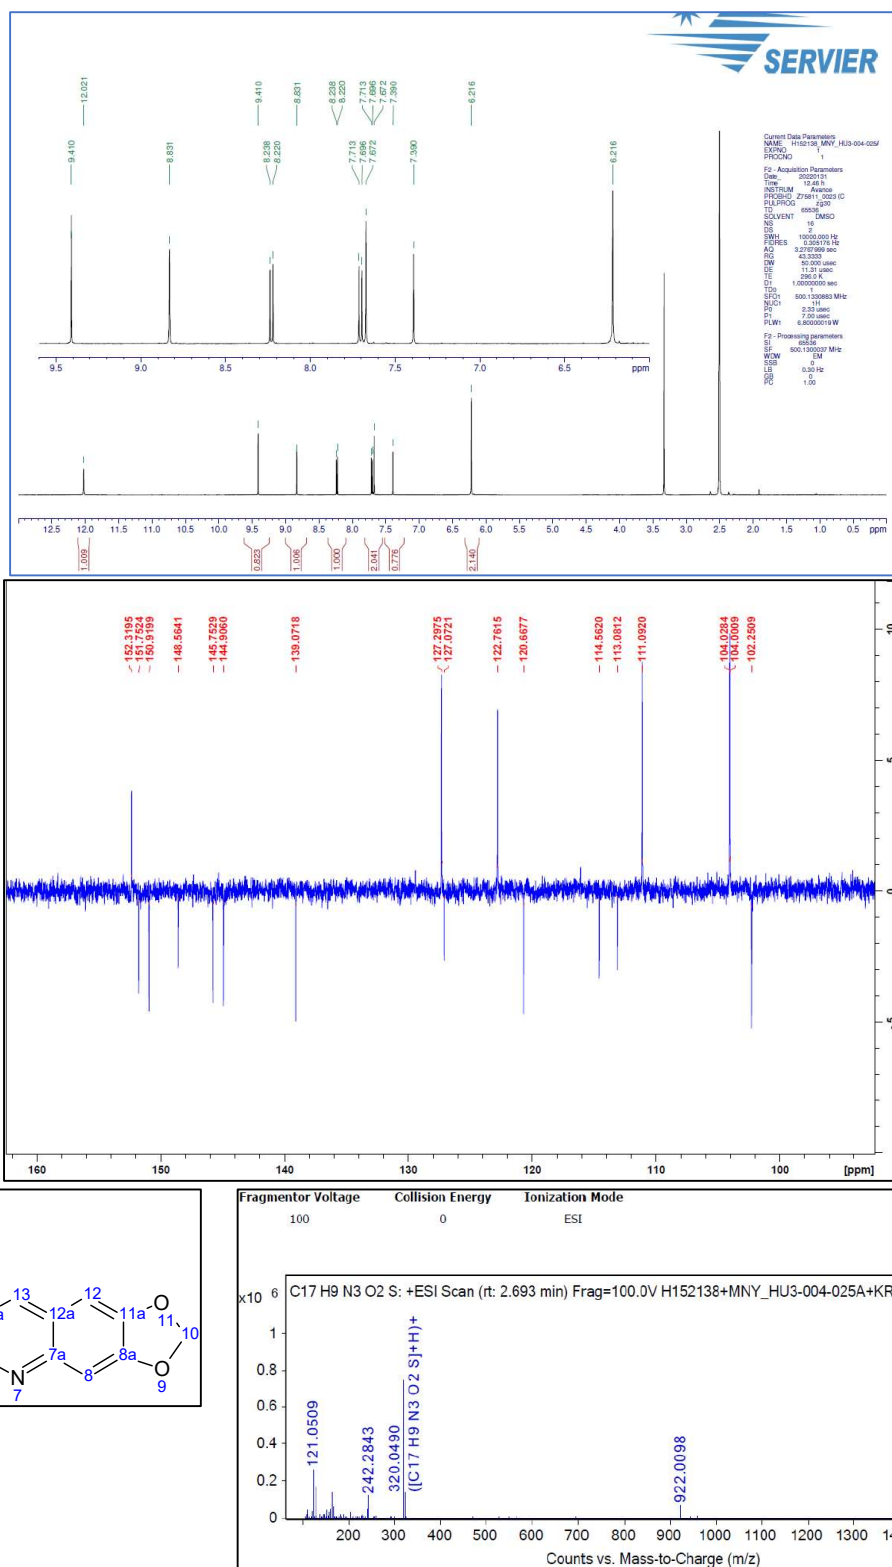 SERVIER
12.021
9.410
8.831
8.238
8.220
7.713
7.696
7.672
7.390
6.216
9.410
8.831
8.238
8.220
7.713
7.696
7.672
7.390
6.216
Current Data Parameters
NAME H152138_MNY_HU3-004-025A
EXPNO 1
PROCNO 1
F2 - Acquisition Parameters
Date_ 20220131
Time 12.46 h
INSTRUM Avance
PULPROG zg30
TD 65536
SOLVENT DMSO
NS 16
DS 2
SWH 10000.000 Hz
FIDRES 0.305176 Hz
AQ 3.2767999 sec
RG 43.3333
DW 50.000 usec
DE 11.31 usec
TE 296.0 K
D1 1.00000000 sec
TD0 1
SFO1 500.1330883 MHz
NUC1 1H
P0 2.33 usec
P1 7.00 usec
PLW1 6.80000019 W
F2 - Processing parameters
SI 65536
SF 500.1300037 MHz
WDW EM
SSB 0
LB 0.30 Hz
GB 0
PC 1.00
9.5 9.0 8.5 8.0 7.5 7.0 6.5 ppm
12.5 12.0 11.5 11.0 10.5 10.0 9.5 9.0 8.5 8.0 7.5 7.0 6.5 6.0 5.5 5.0 4.5 4.0 3.5 3.0 2.5 2.0 1.5 1.0 0.5 ppm
1.009
0.823
1.006
1.000
2.041
0.776
2.140
152.3195
151.7524
150.9199
148.5641
145.7529
144.9060
139.0718
127.2975
127.0721
122.7615
120.6677
114.5620
113.0812
111.0920
104.0284
104.0009
102.2509
10
5
0
-5
160 150 140 130 120 110 100 [ppm]
13 12
a 12a 11a O
11 10
7a 8a
N 8 O
7 9
Fragmentor Voltage Collision Energy Ionization Mode
100 0 ESI
x10 6 C17 H9 N3 O2 S: +ESI Scan (rt: 2.693 min) Frag=100.0V H152138+MNY_HU3-004-025A+KR
1
0.8
0.6
0.4
0.2
0
121.0509
242.2843
320.0490
([C17 H9 N3 O2 S]+H)+
922.0098
200 300 400 500 600 700 800 900 1000 1100 1200 1300 14
Counts vs. Mass-to-Charge (m/z)